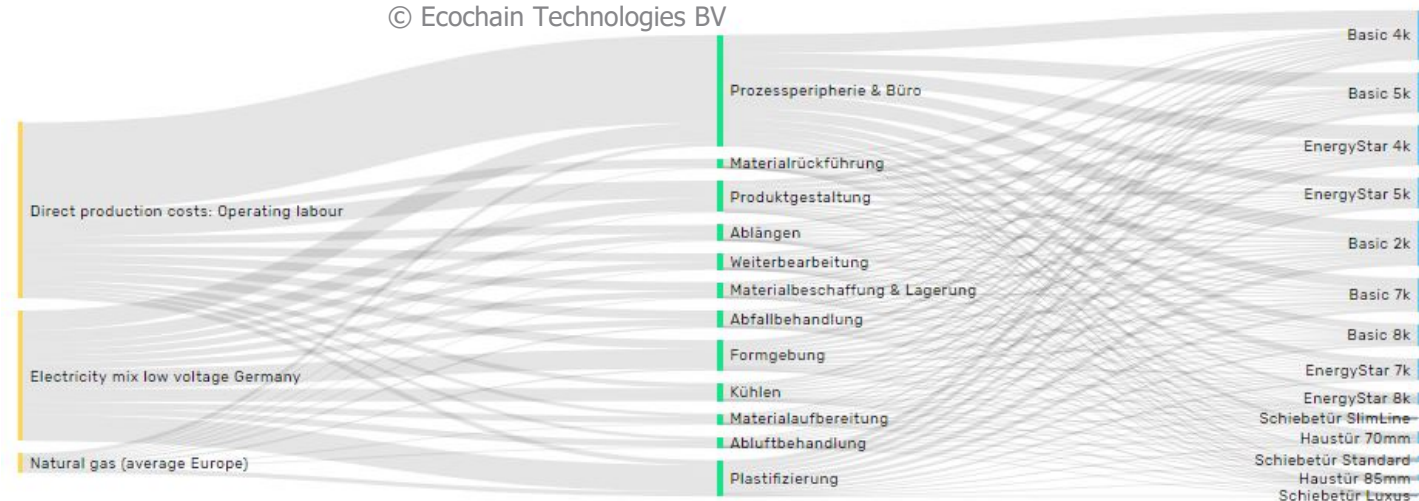 © Ecochain Technologies BV
Direct production costs: Operating labour
Electricity mix low voltage Germany
Natural gas (average Europe)
Prozessperipherie & Büro
Materialrückführung
Produktgestaltung
Ablängen
Weiterbearbeitung
Materialbeschaffung & Lagerung
Abfallbehandlung
Formgebung
Kühlen
Materialaufbereitung
Abluftbehandlung
Plastifizierung
Basic 4k
Basic 5k
EnergyStar 4k
EnergyStar 5k
Basic 2k
Basic 7k
Basic 8k
EnergyStar 7k
EnergyStar 8k
Schiebetür SlimLine
Haustür 70mm
Schiebetür Standard
Haustür 85mm
Schiebetür Luxus